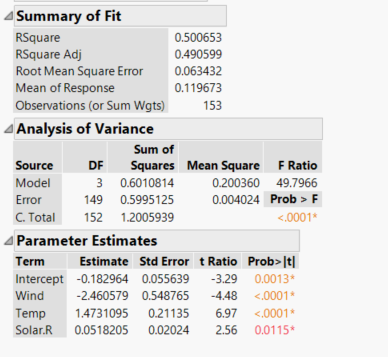 Summary of Fit
RSquare 0.500653
RSquare Adj 0.490599
Root Mean Square Error 0.063432
Mean of Response 0.119673
Observations (or Sum Wgts) 153
Analysis of Variance
Sum of
Source DF Squares Mean Square F Ratio
Model 3 0.6010814 0.200360 49.7966
Error 149 0.5995125 0.004024 Prob > F
C. Total 152 1.2005939 <.0001*
Parameter Estimates
Term Estimate Std Error t Ratio Prob>|t|
Intercept -0.182964 0.055639 -3.29 0.0013*
Wind -2.460579 0.548765 -4.48 <.0001*
Temp 1.4731095 0.21135 6.97 <.0001*
Solar.R 0.0518205 0.02024 2.56 0.0115*